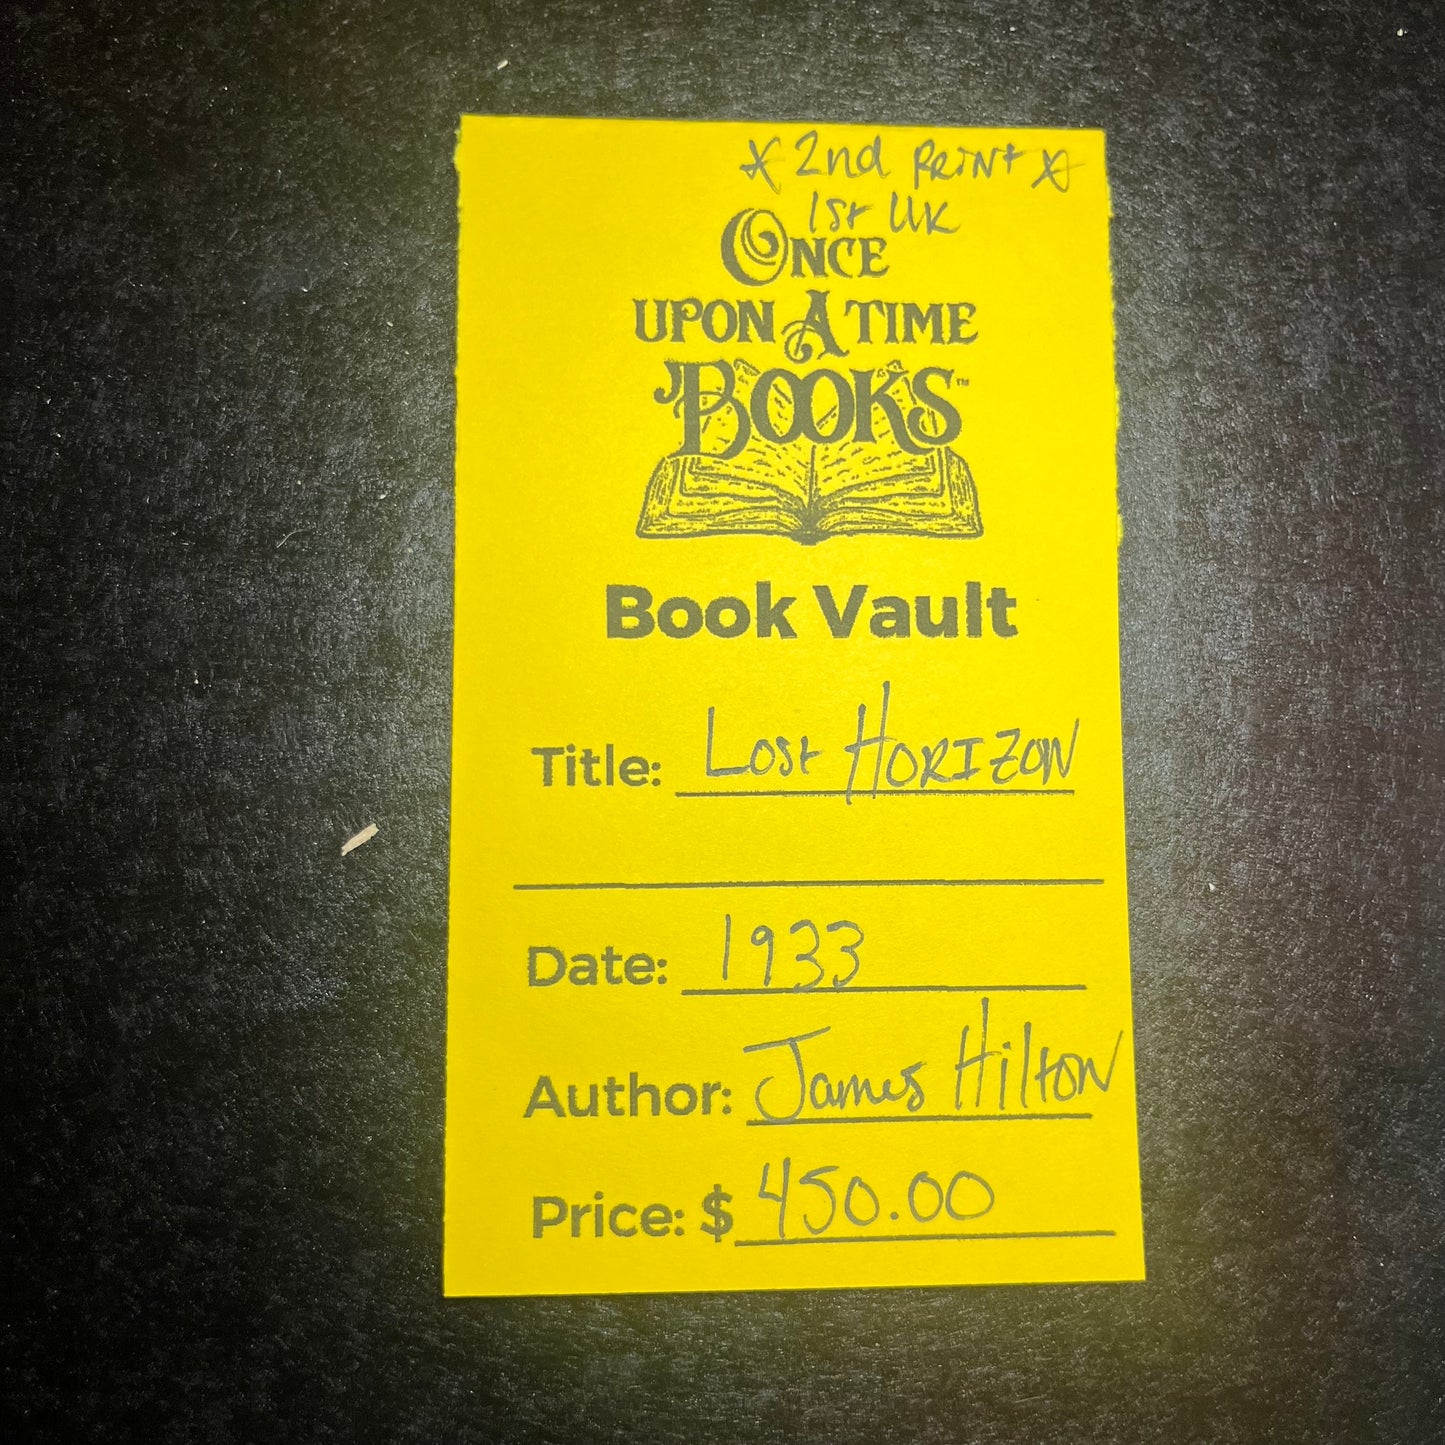 * 2nd PRINT *
1st UK
ONCE
UPON A TIME
BOOKS™
Book Vault
Title: Lost HORIZON
Date: 1933
Author: James Hilton
Price: $ 450.00